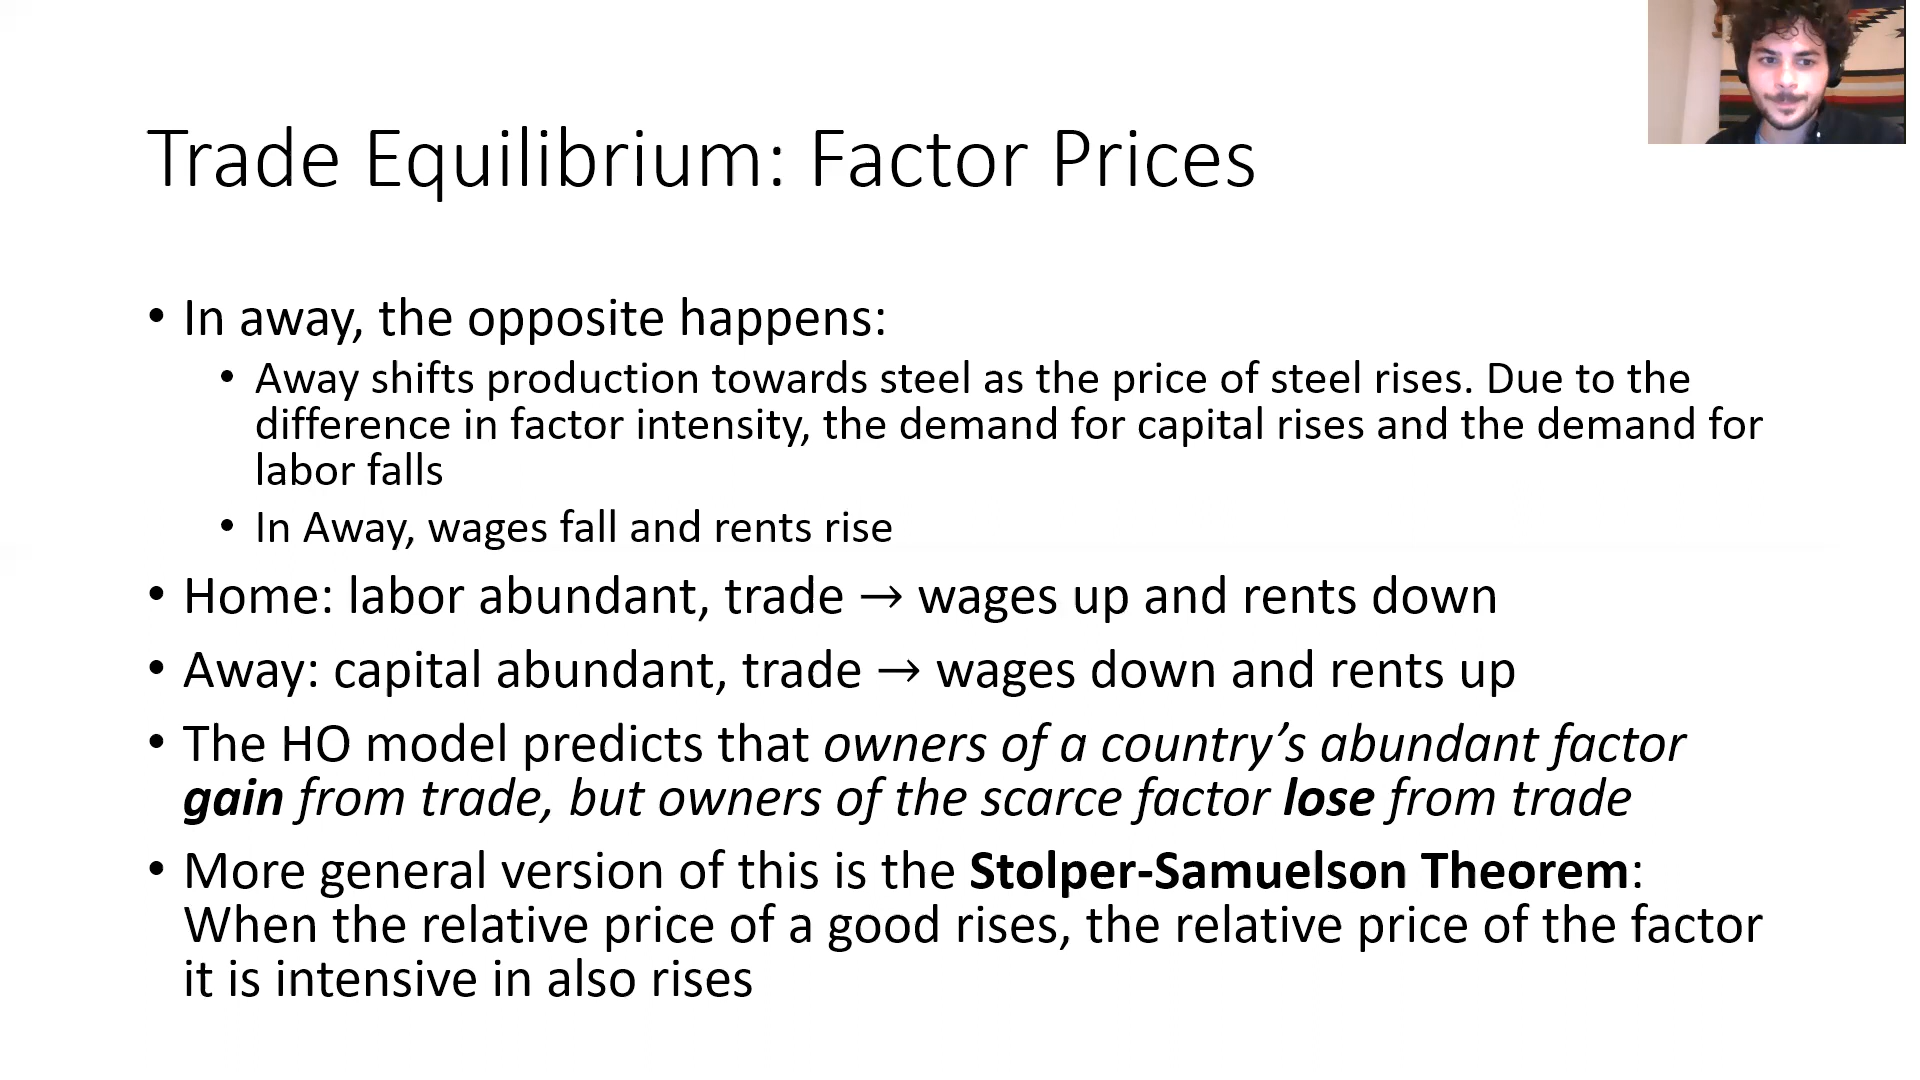 Trade Equilibrium: Factor Prices
• In away, the opposite happens:
• Away shifts production towards steel as the price of steel rises. Due to the
difference in factor intensity, the demand for capital rises and the demand for
labor falls
• In Away, wages fall and rents rise
• Home: labor abundant, trade → wages up and rents down
• Away: capital abundant, trade → wages down and rents up
• The HO model predicts that owners of a country’s abundant factor
gain from trade, but owners of the scarce factor lose from trade
• More general version of this is the Stolper-Samuelson Theorem:
When the relative price of a good rises, the relative price of the factor
it is intensive in also rises